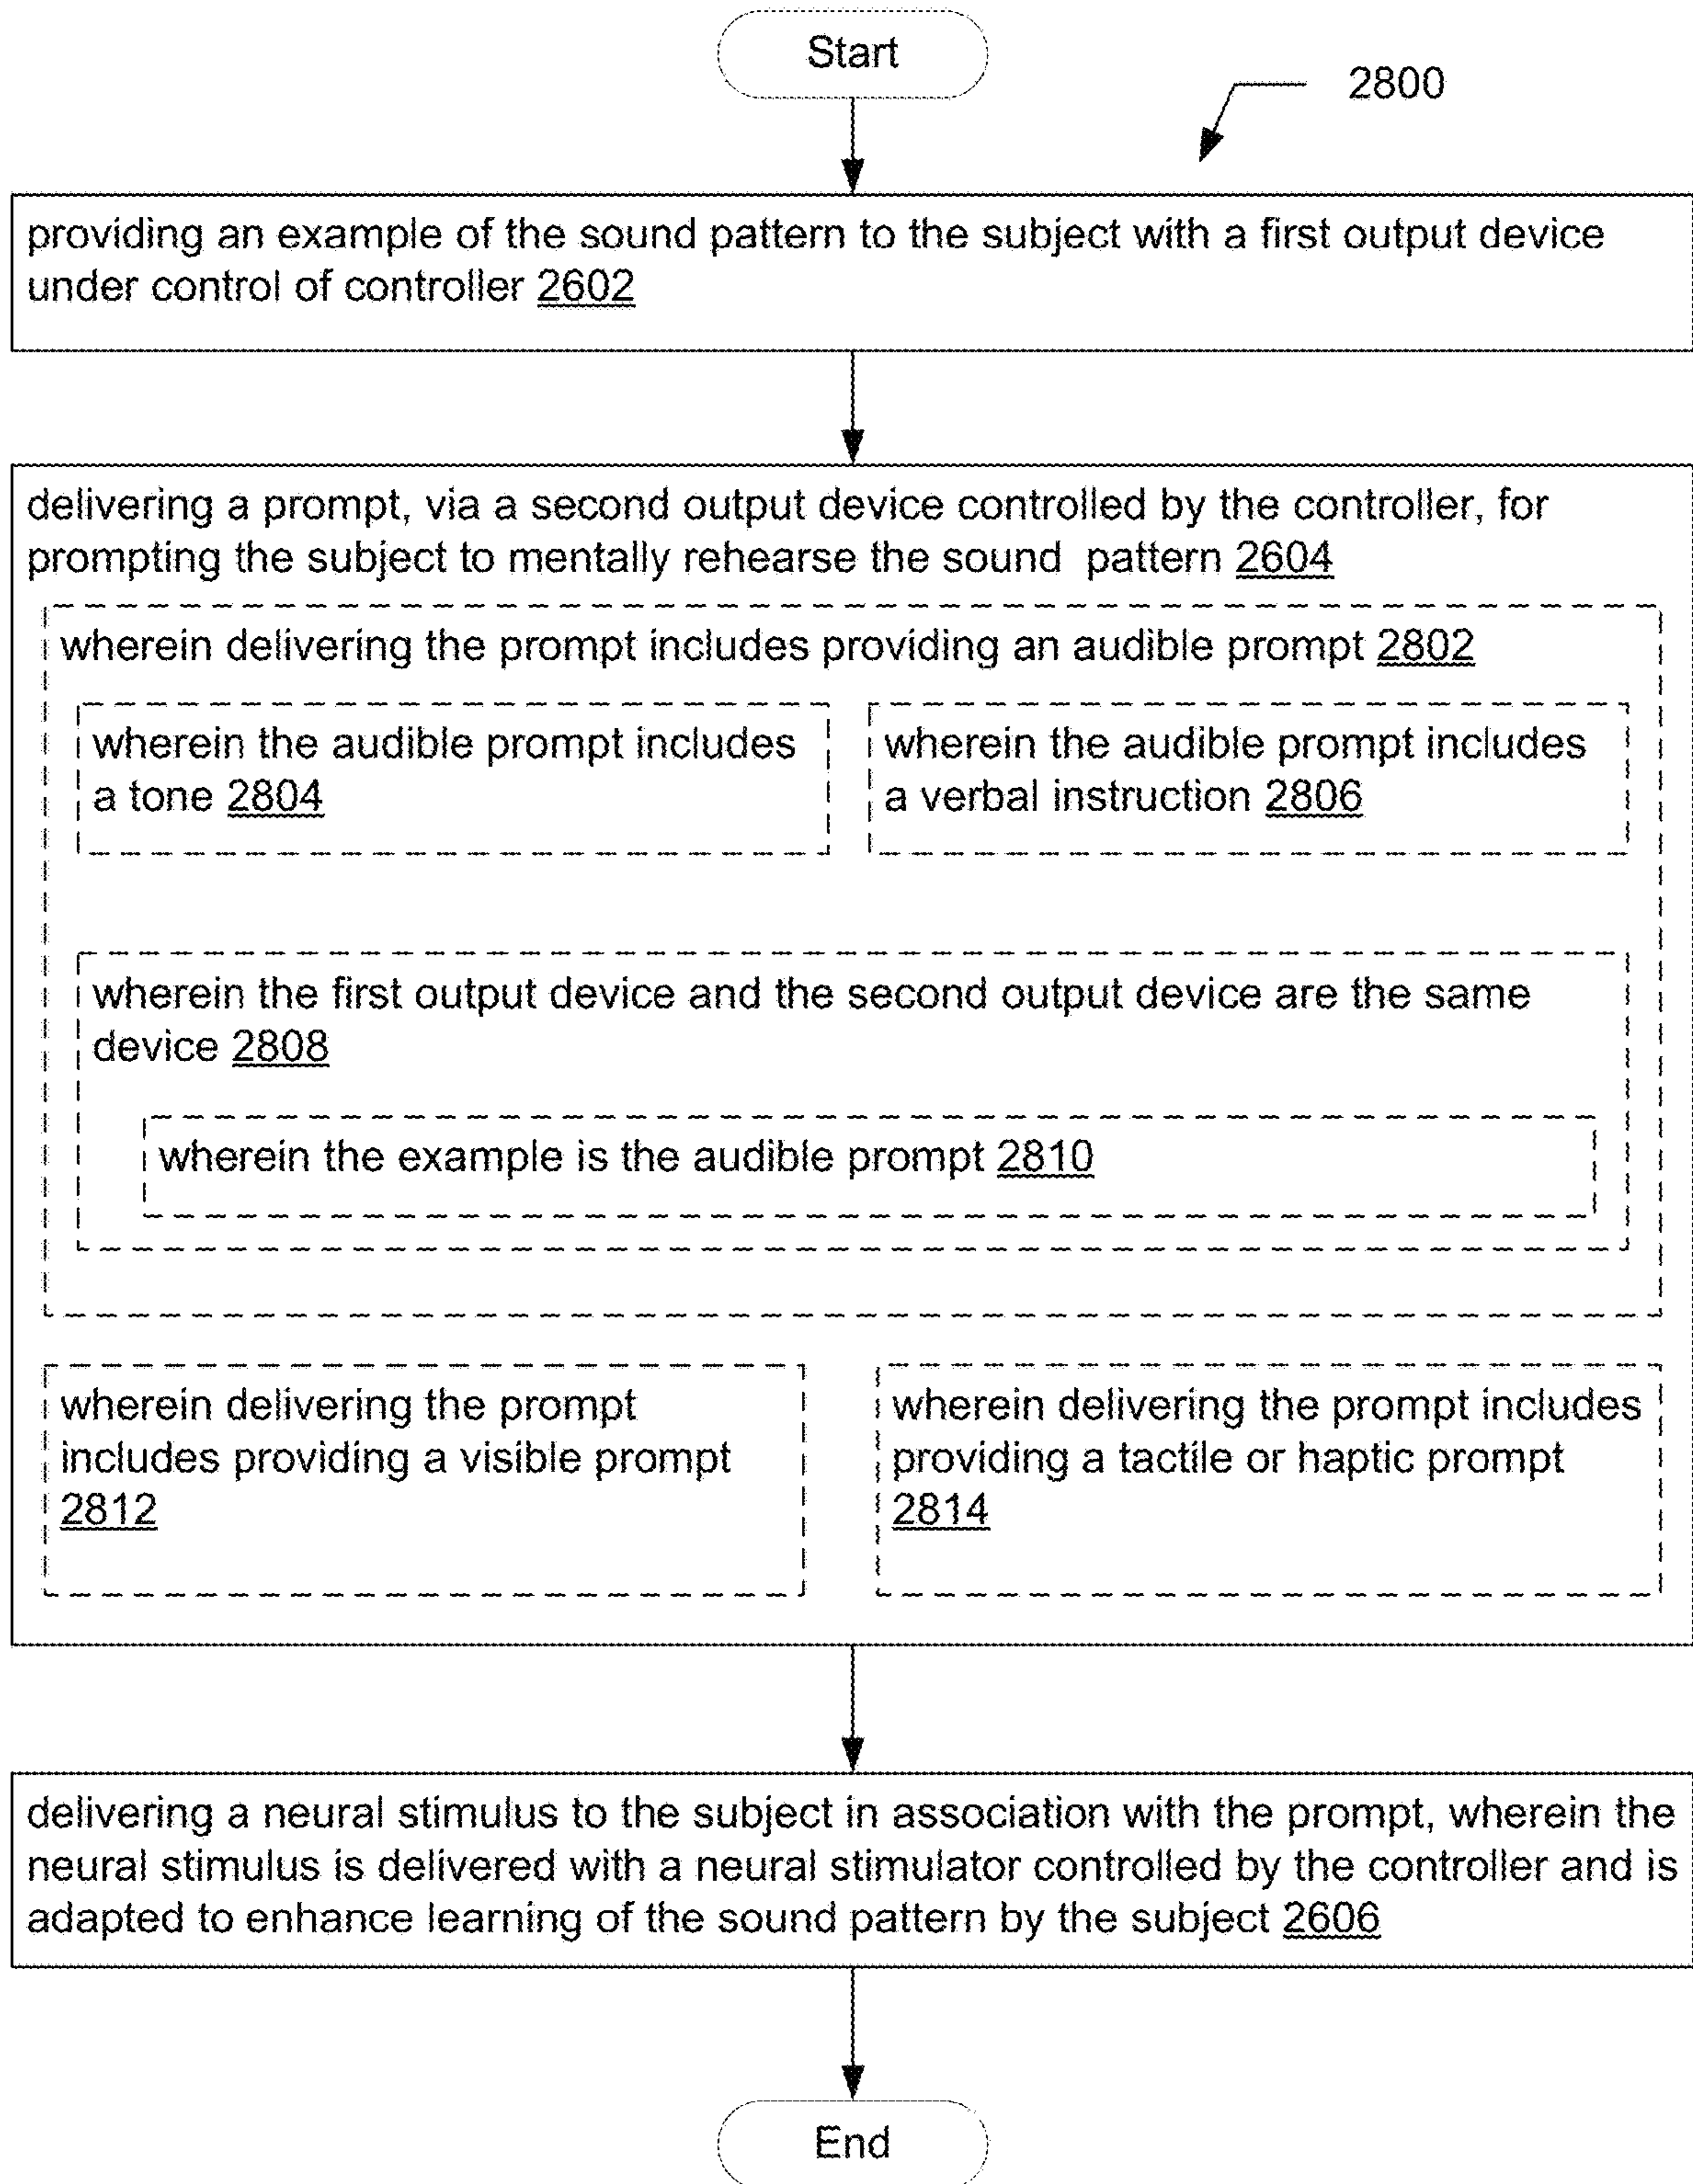 Start
2800
providing an example of the sound pattern to the subject with a first output device
under control of controller 2602
delivering a prompt, via a second output device controlled by the controller, for
prompting the subject to mentally rehearse the sound pattern 2604
wherein delivering the prompt includes providing an audible prompt 2802
wherein the audible prompt includes
a tone 2804
wherein the audible prompt includes
a verbal instruction 2806
wherein the first output device and the second output device are the same
device 2808
wherein the example is the audible prompt 2810
wherein delivering the prompt
includes providing a visible prompt
2812
wherein delivering the prompt includes
providing a tactile or haptic prompt
2814
delivering a neural stimulus to the subject in association with the prompt, wherein the
neural stimulus is delivered with a neural stimulator controlled by the controller and is
adapted to enhance learning of the sound pattern by the subject 2606
End